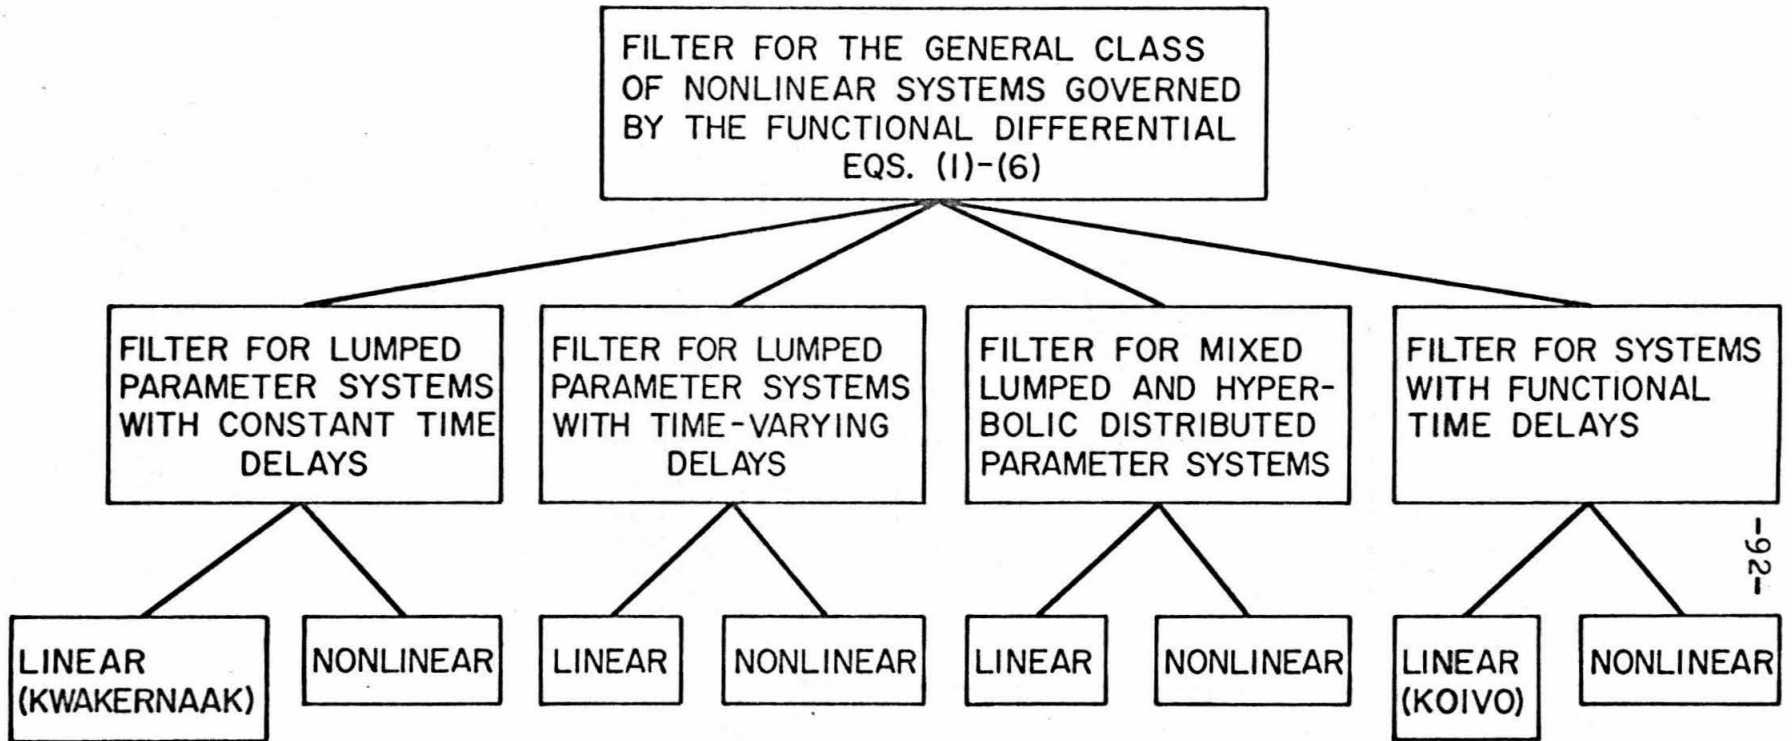 FILTER FOR THE GENERAL CLASS
OF NONLINEAR SYSTEMS GOVERNED
BY THE FUNCTIONAL DIFFERENTIAL
EQS. (1)-(6)
FILTER FOR LUMPED
PARAMETER SYSTEMS
WITH CONSTANT TIME
DELAYS
FILTER FOR LUMPED
PARAMETER SYSTEMS
WITH TIME-VARYING
DELAYS
FILTER FOR MIXED
LUMPED AND HYPER-
BOLIC DISTRIBUTED
PARAMETER SYSTEMS
FILTER FOR SYSTEMS
WITH FUNCTIONAL
TIME DELAYS
LINEAR
(KWAKERNAAK)
NONLINEAR
LINEAR
NONLINEAR
LINEAR
NONLINEAR
LINEAR
(KOIVO)
NONLINEAR
-92-